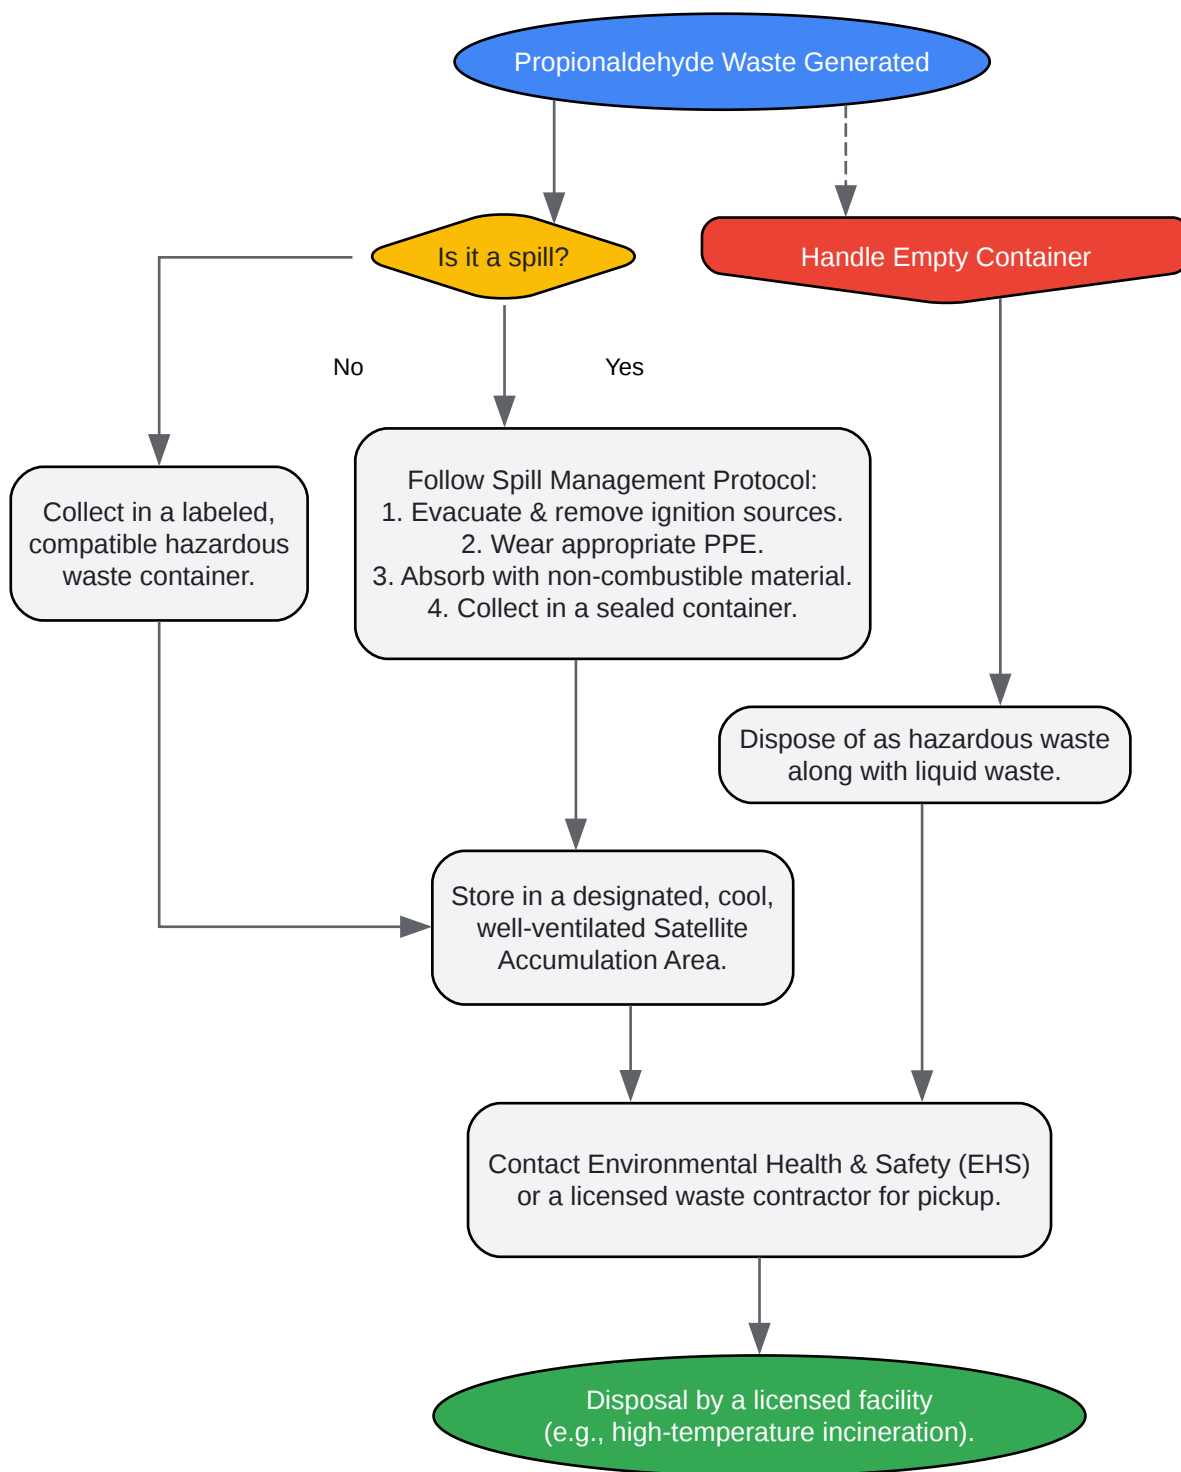 Propionaldehyde Waste Generated
Is it a spill?
Handle Empty Container
No
Yes
Collect in a labeled,
compatible hazardous
waste container.
Follow Spill Management Protocol:
1. Evacuate & remove ignition sources.
2. Wear appropriate PPE.
3. Absorb with non-combustible material.
4. Collect in a sealed container.
Dispose of as hazardous waste
along with liquid waste.
Store in a designated, cool,
well-ventilated Satellite
Accumulation Area.
Contact Environmental Health & Safety (EHS)
or a licensed waste contractor for pickup.
Disposal by a licensed facility
(e.g., high-temperature incineration).